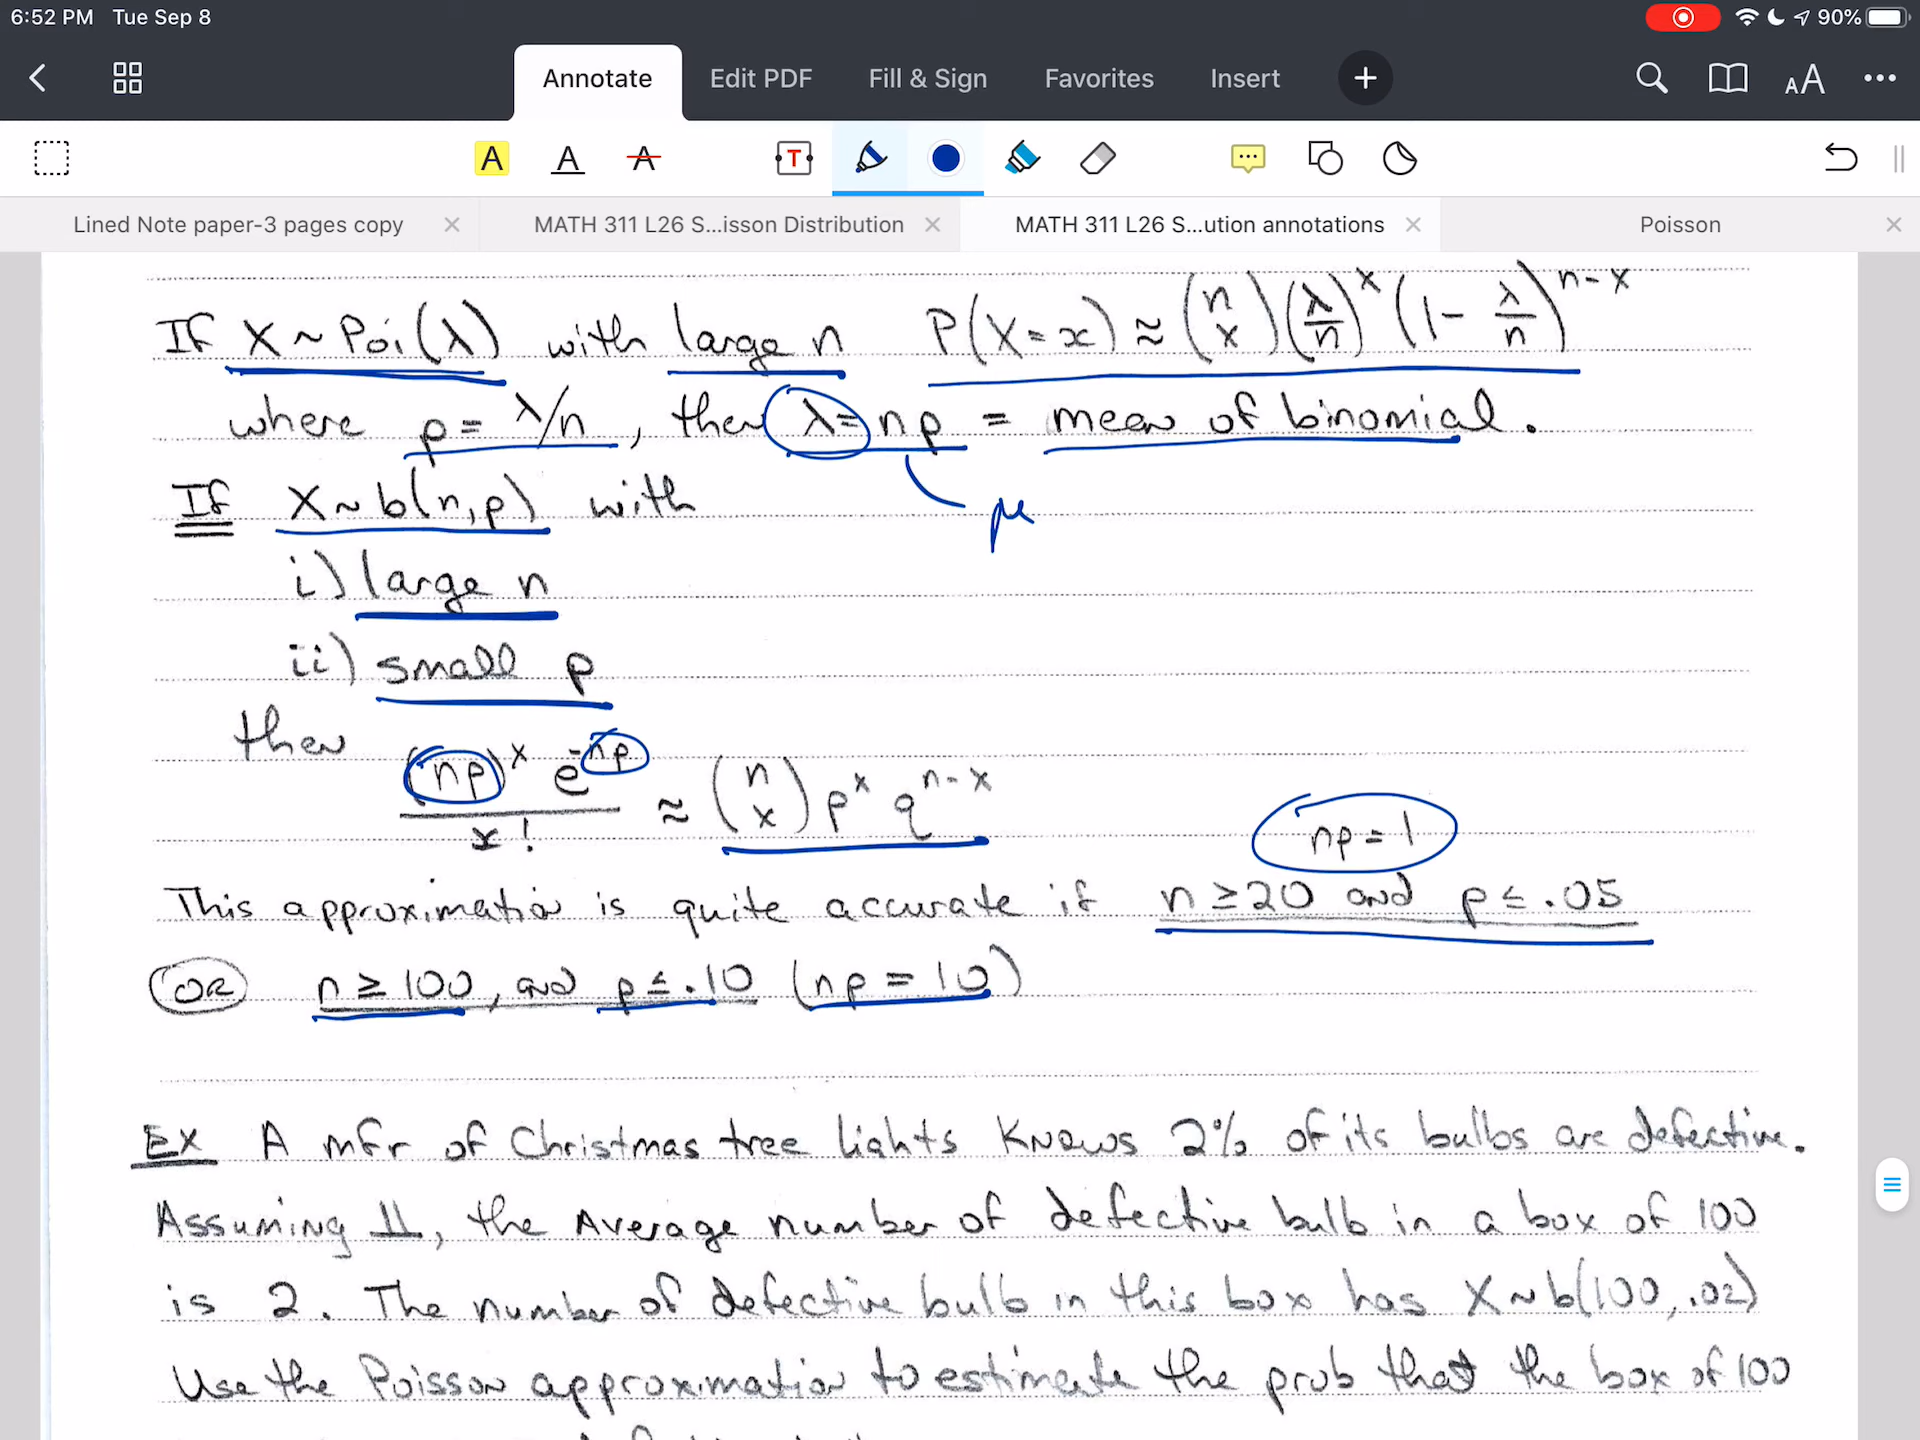 6:52 PM Tue Sep 8
90%
Annotate Edit PDF Fill & Sign Favorites Insert
Lined Note paper-3 pages copy
MATH 311 L26 S...isson Distribution
MATH 311 L26 S...ution annotations
Poisson
If X ~ Poi(λ) with large n P(X = x) ≈ (n x) (λ/n)^x (1 - λ/n)^n-x
where p = λ/n, then λ = np = mean of binomial.
μ
If X ~ b(n,p) with
i) large n
ii) small p
then
(np)^x e^-np / x! ≈ (n x) p^x q^n-x
np = 1
This approximation is quite accurate if n ≥ 20 and p ≤ .05
OR n ≥ 100, and p ≤ .10 (np = 10)
Ex A mfr of Christmas tree lights knows 2% of its bulbs are defective.
Assuming ⫫, the Average number of defective bulb in a box of 100
is 2. The number of defective bulb in this box has X ~ b(100, .02)
Use the Poisson approximation to estimate the prob that the box of 100